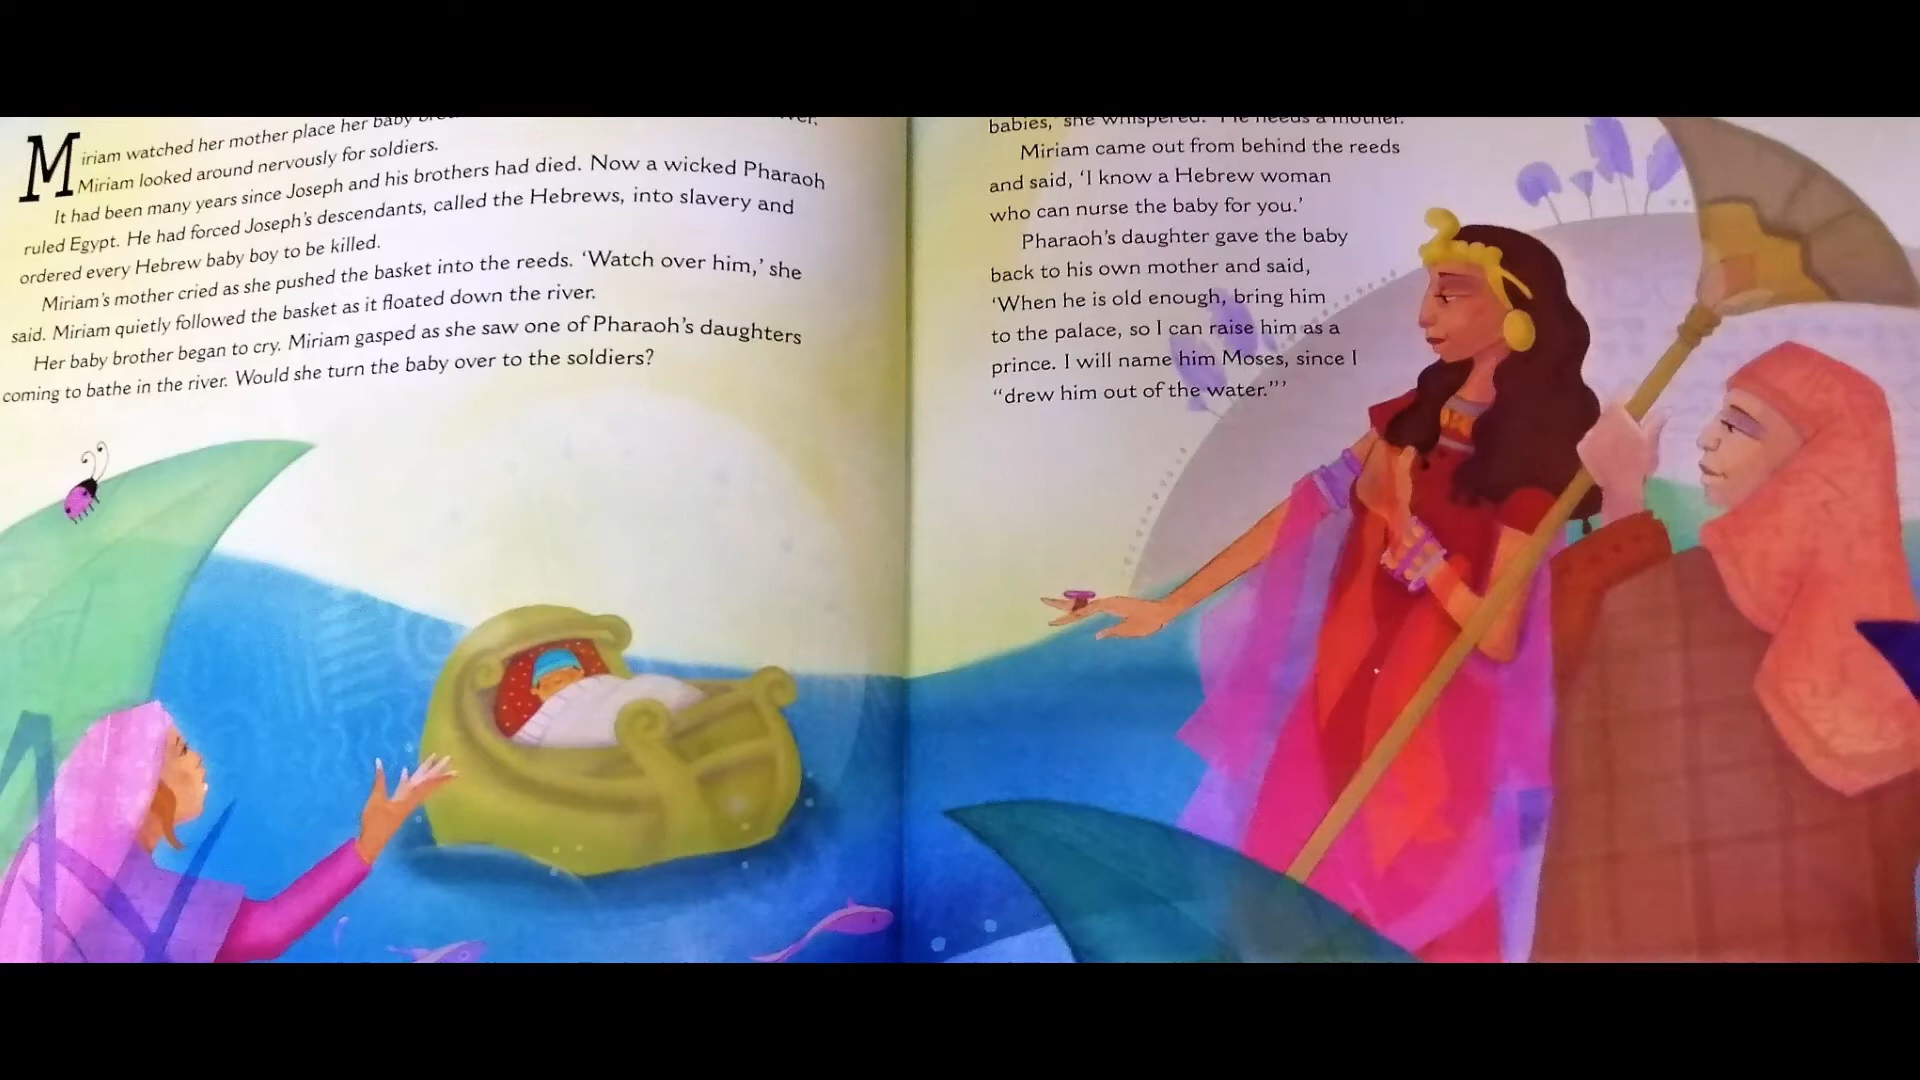 Miriam watched her mother place her baby
Miriam looked around nervously for soldiers.
It had been many years since Joseph and his brothers had died. Now a wicked Pharaoh
ruled Egypt. He had forced Joseph's descendants, called the Hebrews, into slavery and
ordered every Hebrew baby boy to be killed.
Miriam's mother cried as she pushed the basket into the reeds. ‘Watch over him,’ she
said. Miriam quietly followed the basket as it floated down the river.
Her baby brother began to cry. Miriam gasped as she saw one of Pharaoh's daughters
coming to bathe in the river. Would she turn the baby over to the soldiers?
babies,’ she whispered. ‘He needs a mother.
Miriam came out from behind the reeds
and said, ‘I know a Hebrew woman
who can nurse the baby for you.’
Pharaoh's daughter gave the baby
back to his own mother and said,
‘When he is old enough, bring him
to the palace, so I can raise him as a
prince. I will name him Moses, since I
“drew him out of the water.”’